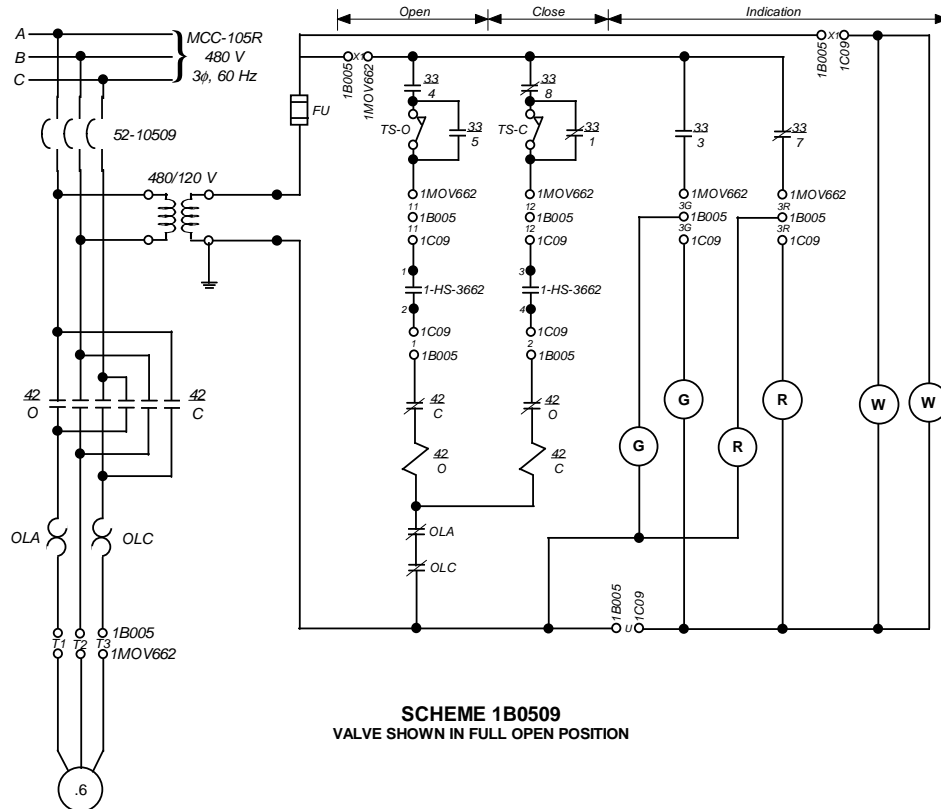 Open
Close
Indication
A
B
C
MCC-105R
480 V
3ϕ, 60 Hz
X1
1B005
1MOV662
X1
1B005
1C09
52-10509
FU
33
4
TS-O
33
5
33
8
TS-C
33
1
33
3
33
7
480/120 V
1MOV662
11
1B005
11
1C09
1MOV662
12
1B005
12
1C09
1MOV662
3G
1B005
3G
1C09
1MOV662
3R
1B005
3R
1C09
1
1-HS-3662
2
3
1-HS-3662
4
1C09
1
1B005
1C09
2
1B005
42
O
42
C
42
C
42
O
G
R
W
W
G
R
42
O
42
C
OLA
OLC
OLA
OLC
1B005
U
1C09
T1
T2
T3
1B005
1MOV662
SCHEME 1B0509
VALVE SHOWN IN FULL OPEN POSITION
.6